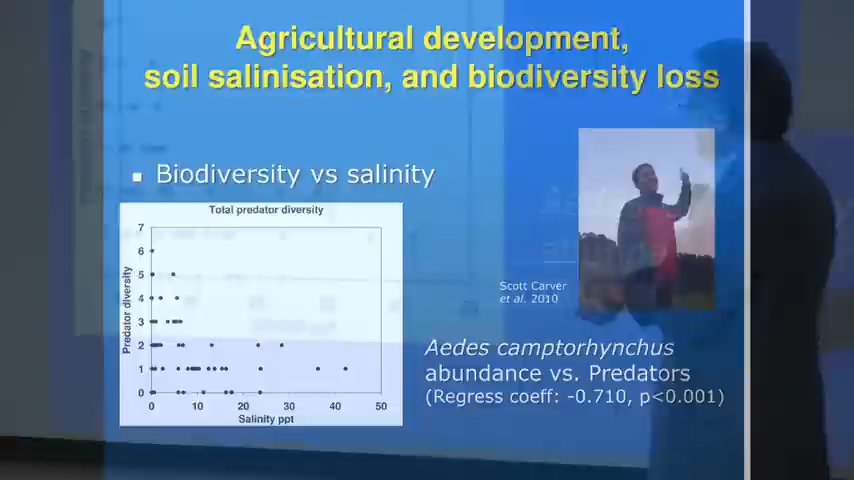 Agricultural development,
soil salinisation, and biodiversity loss
Biodiversity vs salinity
Total predator diversity
7
6
5
4
3
2
1
0
Predator diversity
0 10 20 30 40 50
Salinity ppt
Scott Carver
et al. 2010
Aedes camptorhynchus
abundance vs. Predators
(Regress coeff: -0.710, p<0.001)